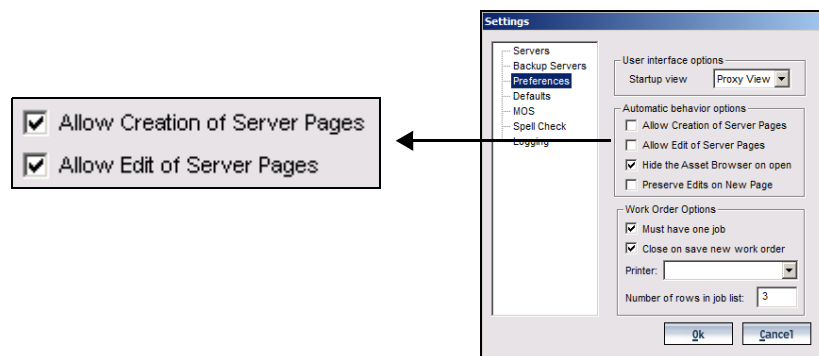 Allow Creation of Server Pages
Allow Edit of Server Pages
Settings
Servers
Backup Servers
Preferences
Defaults
MOS
Spell Check
Logging
User interface options
Startup view Proxy View
Automatic behavior options
Allow Creation of Server Pages
Allow Edit of Server Pages
Hide the Asset Browser on open
Preserve Edits on New Page
Work Order Options
Must have one job
Close on save new work order
Printer:
Number of rows in job list: 3
Ok Cancel